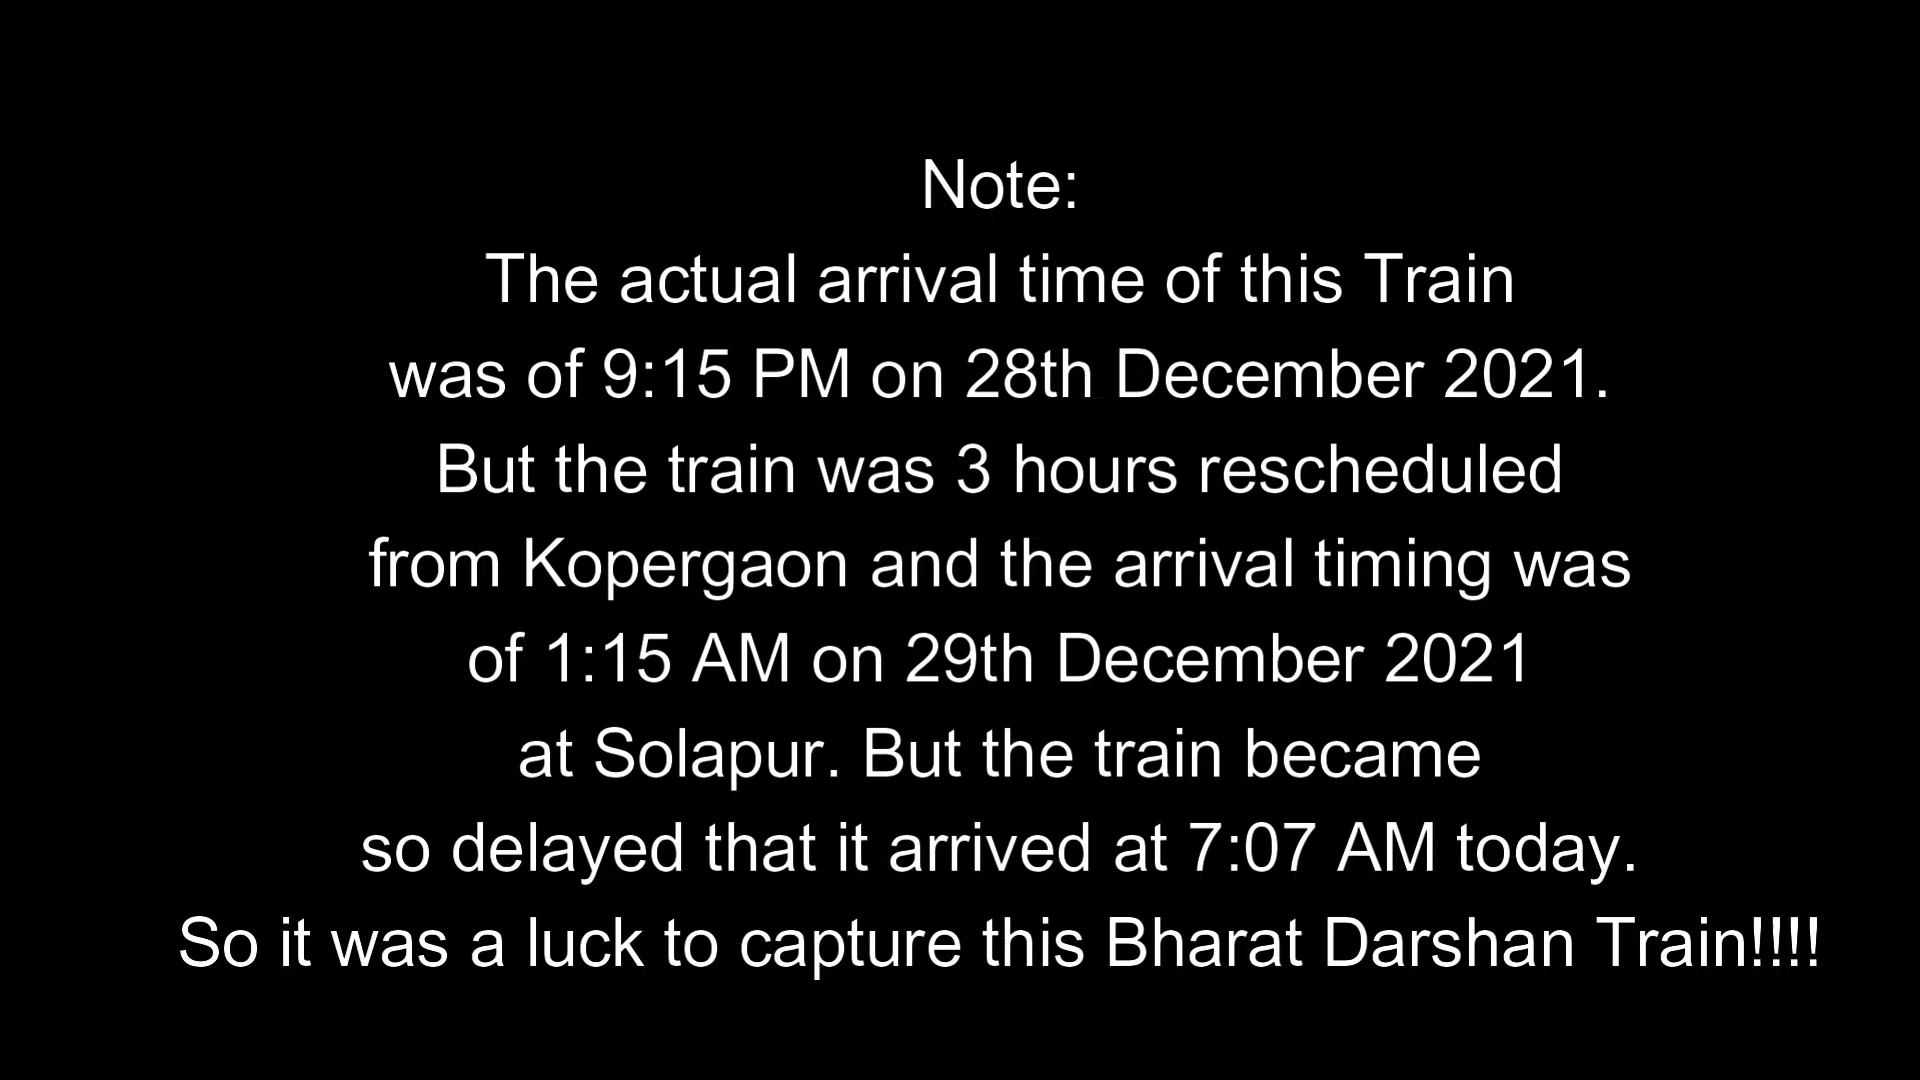 Note:
The actual arrival time of this Train
was of 9:15 PM on 28th December 2021.
But the train was 3 hours rescheduled
from Kopergaon and the arrival timing was
of 1:15 AM on 29th December 2021
at Solapur. But the train became
so delayed that it arrived at 7:07 AM today.
So it was a luck to capture this Bharat Darshan Train!!!!